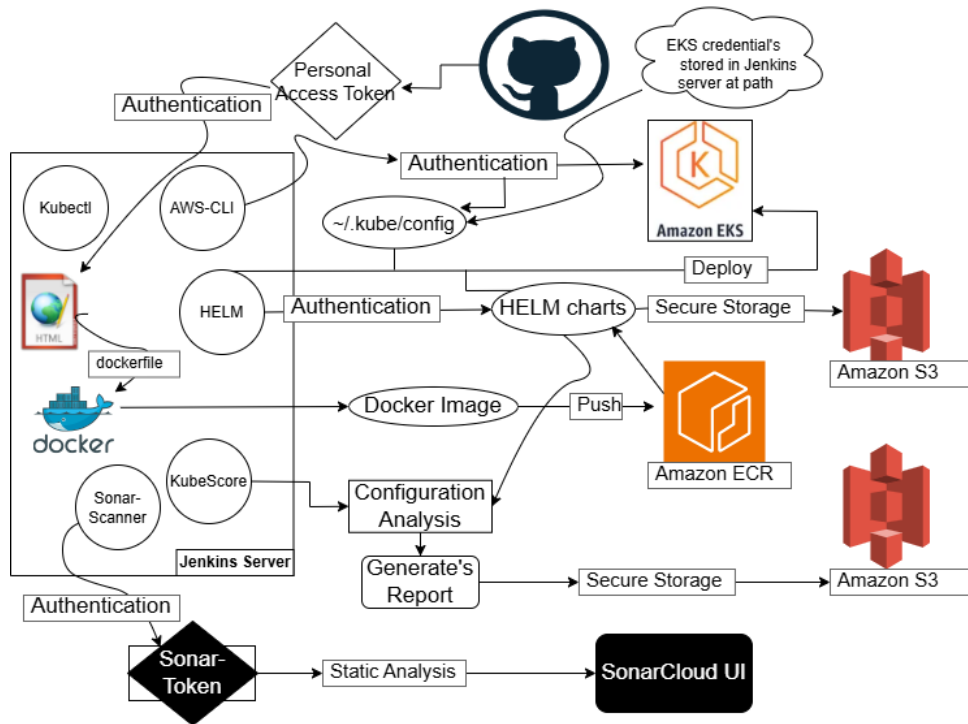 EKS credential's
stored in Jenkins
server at path
Personal
Access Token
Authentication
Authentication
Kubectl
AWS-CLI
~/.kube/config
Amazon EKS
Deploy
HTML
HELM
Authentication
HELM charts
Secure Storage
Amazon S3
dockerfile
docker
Docker Image
Push
Amazon ECR
KubeScore
Sonar-
Scanner
Configuration
Analysis
Jenkins Server
Generate's
Report
Secure Storage
Amazon S3
Authentication
Sonar-
Token
Static Analysis
SonarCloud UI